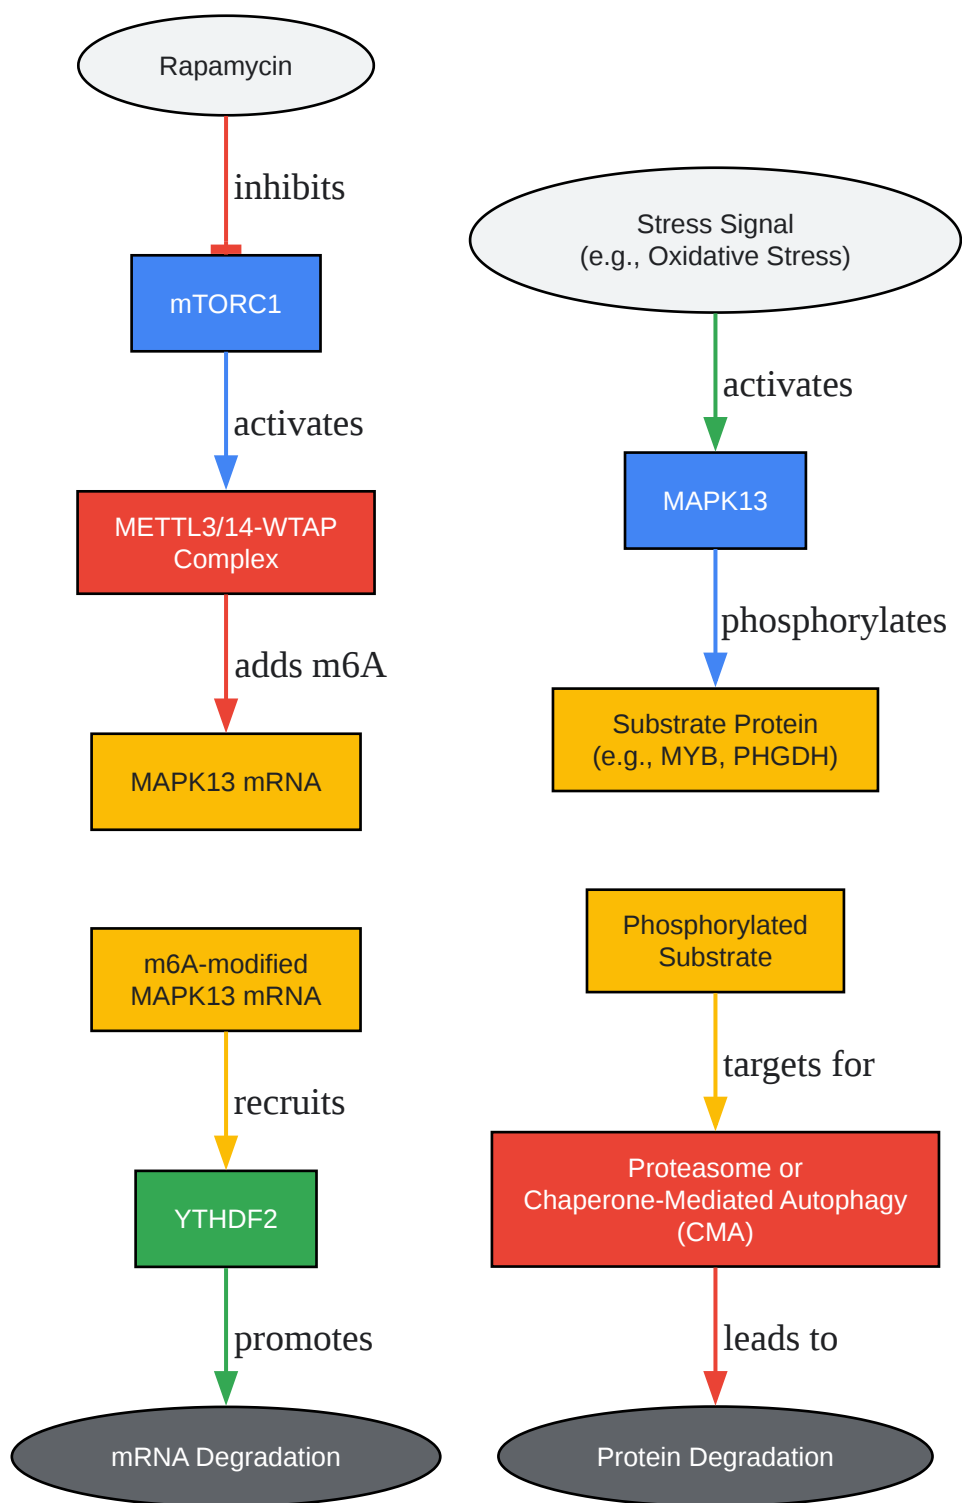 Rapamycin
inhibits
mTORC1
activates
METTL3/14-WTAP
Complex
adds m6A
MAPK13 mRNA
m6A-modified
MAPK13 mRNA
recruits
YTHDF2
promotes
mRNA Degradation
Stress Signal
(e.g., Oxidative Stress)
activates
MAPK13
phosphorylates
Substrate Protein
(e.g., MYB, PHGDH)
Phosphorylated
Substrate
targets for
Proteasome or
Chaperone-Mediated Autophagy
(CMA)
leads to
Protein Degradation